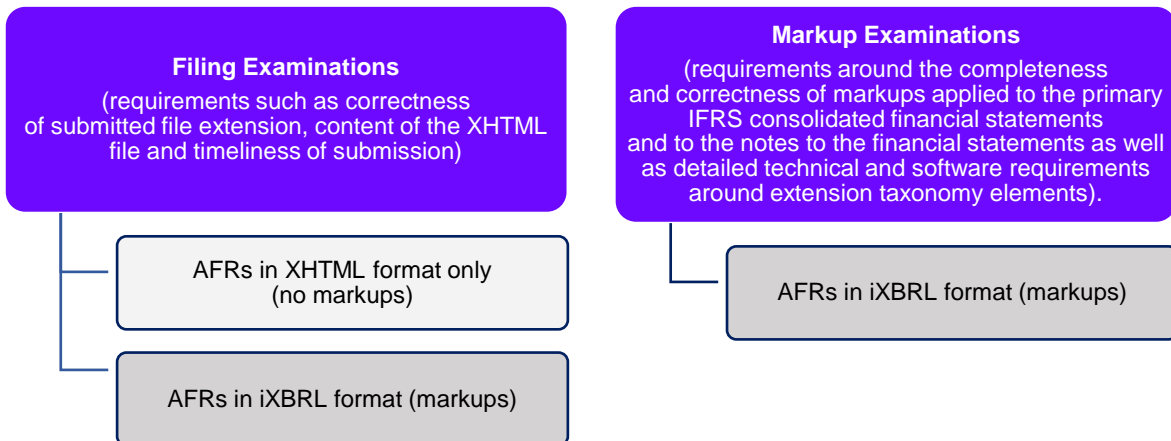 Filing Examinations
(requirements such as correctness
of submitted file extension, content of the XHTML
file and timeliness of submission)
AFRs in XHTML format only
(no markups)
AFRs in iXBRL format (markups)
Markup Examinations
(requirements around the completeness
and correctness of markups applied to the primary
IFRS consolidated financial statements
and to the notes to the financial statements as well
as detailed technical and software requirements
around extension taxonomy elements).
AFRs in iXBRL format (markups)